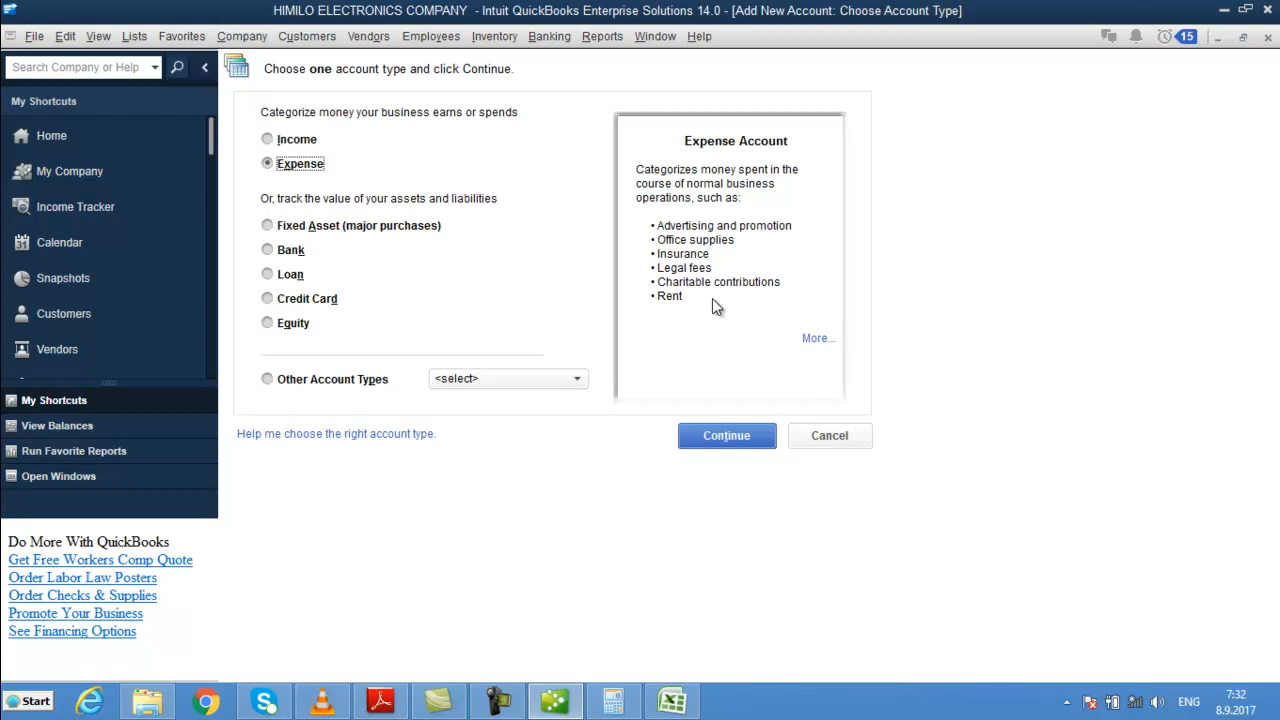 HIMILO ELECTRONICS COMPANY - Intuit QuickBooks Enterprise Solutions 14.0 - [Add New Account: Choose Account Type]
File Edit View Lists Favorites Company Customers Vendors Employees Inventory Banking Reports Window Help 15
Search Company or Help
My Shortcuts
Home
My Company
Income Tracker
Calendar
Snapshots
Customers
Vendors
My Shortcuts
View Balances
Run Favorite Reports
Open Windows
Do More With QuickBooks
Get Free Workers Comp Quote
Order Labor Law Posters
Order Checks & Supplies
Promote Your Business
See Financing Options
Choose one account type and click Continue.
Categorize money your business earns or spends
Income
Expense
Or, track the value of your assets and liabilities
Fixed Asset (major purchases)
Bank
Loan
Credit Card
Equity
Other Account Types <select>
Expense Account
Categorizes money spent in the
course of normal business
operations, such as:
• Advertising and promotion
• Office supplies
• Insurance
• Legal fees
• Charitable contributions
• Rent
More...
Help me choose the right account type.
Continue
Cancel
Start
ENG
7:32
8.9.2017